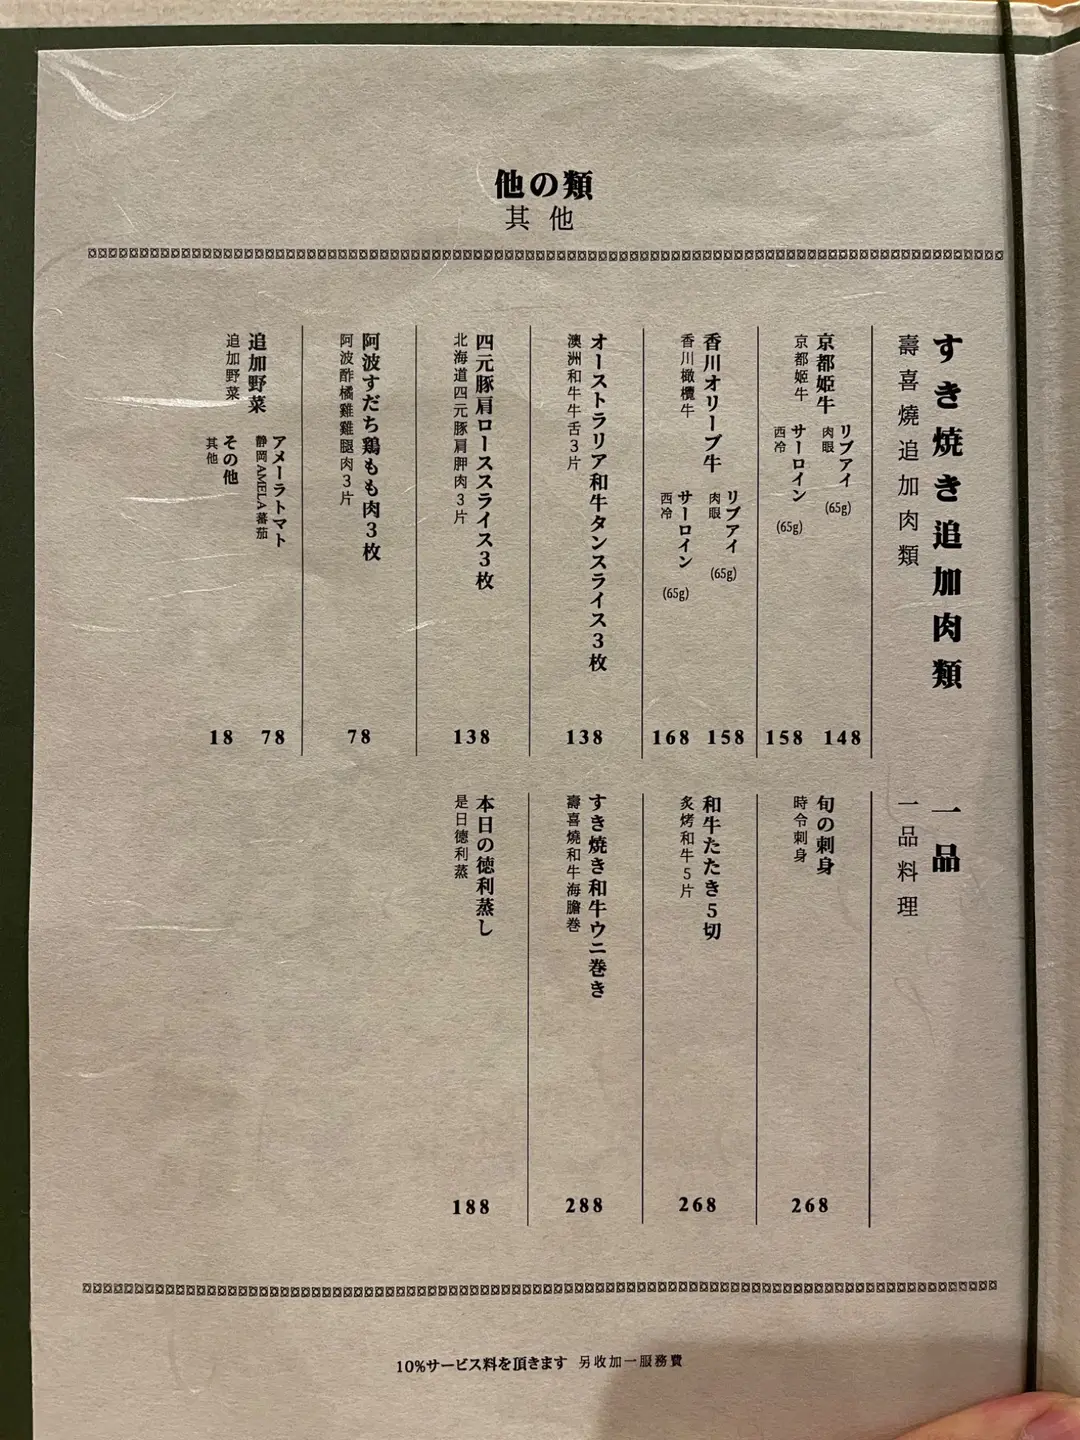 他の類
其他
すき焼き追加肉類
壽喜燒追加肉類
京都姫牛
京都姬牛
リブアイ (65g)
肉眼
148
サーロイン (65g)
西冷
158
香川オリーブ牛
香川橄欖牛
リブアイ (65g)
肉眼
158
サーロイン (65g)
西冷
168
オーストラリア和牛タンスライス3枚
澳洲和牛牛舌3片
138
四元豚肩ローススライス3枚
北海道四元豚肩胛肉3片
138
阿波すだち鶏もも肉3枚
阿波酢橘雞雞腿肉3片
78
追加野菜
追加野菜
アメーラトマト
静岡AMELA蕃茄
78
その他
其他
18
一品
一品料理
旬の刺身
時令刺身
268
和牛たたき5切
炙烤和牛5片
268
すき焼き和牛ウニ巻き
壽喜燒和牛海膽巻
288
本日の徳利蒸し
是日德利蒸
188
10%サービス料を頂きます 另收加一服務費